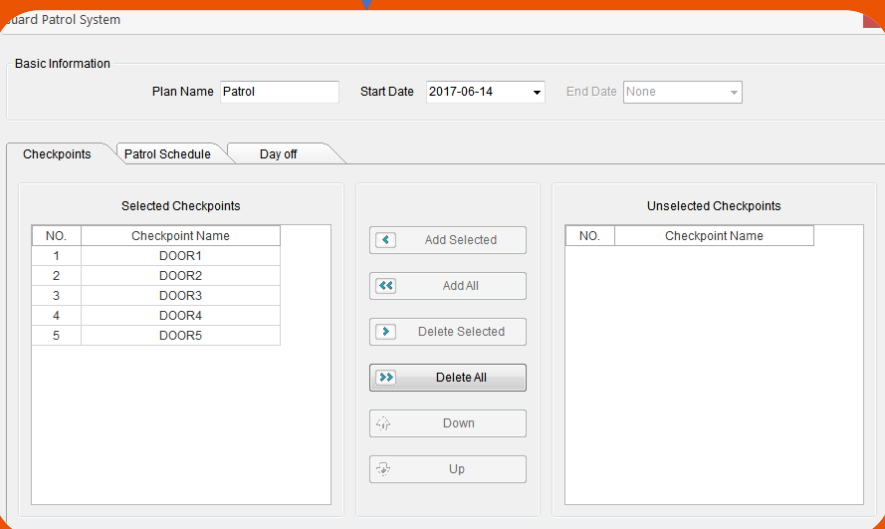 uard Patrol System
Basic Information
Plan Name Patrol Start Date 2017-06-14 End Date None
Checkpoints Patrol Schedule Day off
Selected Checkpoints
NO. Checkpoint Name
1 DOOR1
2 DOOR2
3 DOOR3
4 DOOR4
5 DOOR5
Add Selected
Add All
Delete Selected
Delete All
Down
Up
Unselected Checkpoints
NO. Checkpoint Name